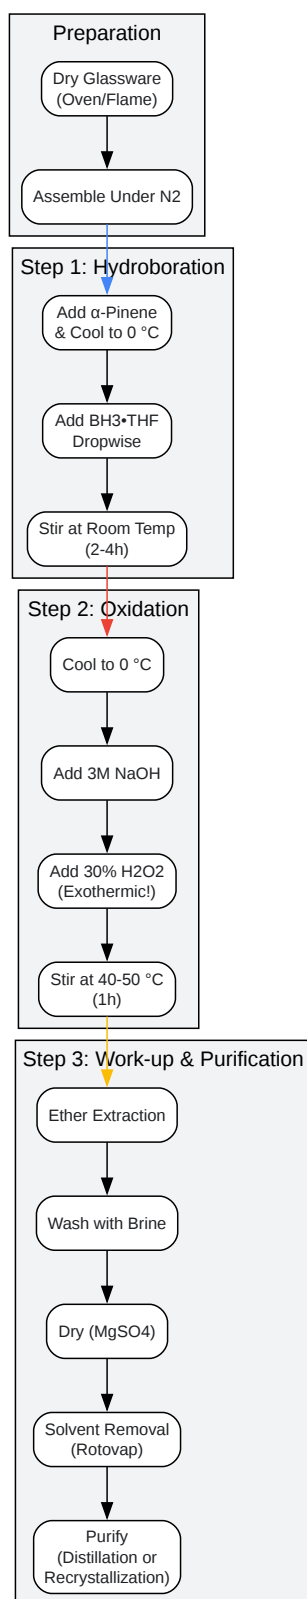 Preparation
Dry Glassware
(Oven/Flame)
Assemble Under N2
Step 1: Hydroboration
Add α-Pinene
& Cool to 0 °C
Add BH3•THF
Dropwise
Stir at Room Temp
(2-4h)
Step 2: Oxidation
Cool to 0 °C
Add 3M NaOH
Add 30% H2O2
(Exothermic!)
Stir at 40-50 °C
(1h)
Step 3: Work-up & Purification
Ether Extraction
Wash with Brine
Dry (MgSO4)
Solvent Removal
(Rotovap)
Purify
(Distillation or
Recrystallization)